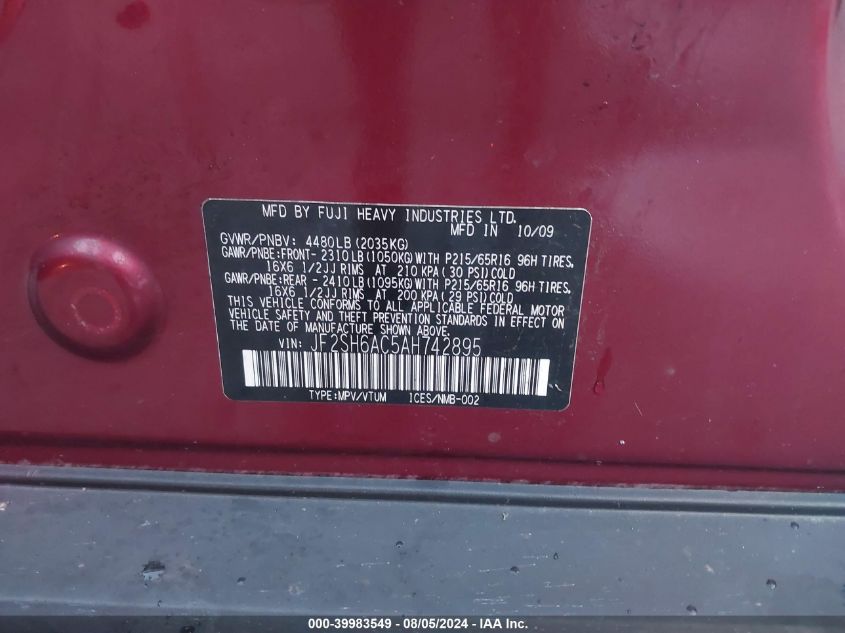 MFD BY FUJI HEAVY INDUSTRIES LTD.
MFD IN 10/09
GVWR/PNBV: 4480LB(2035KG)
GAWR/PNBE:FRONT- 2310LB(1050KG)WITH P215/65R16 96H TIRES,
16X6 1/2JJ RIMS AT 210 KPA(30 PSI)COLD
GAWR/PNBE:REAR - 2410LB(1095KG)WITH P215/65R16 96H TIRES,
16X6 1/2JJ RIMS AT 200 KPA(29 PSI)COLD
THIS VEHICLE CONFORMS TO ALL APPLICABLE FEDERAL MOTOR
VEHICLE SAFETY AND THEFT PREVENTION STANDARDS IN EFFECT ON
THE DATE OF MANUFACTURE SHOWN ABOVE.
VIN: JF2SH6AC5AH742895
TYPE:MPV/VTUM ICES/NMB-002
000-39983549 - 08/05/2024 - © IAA, Inc.